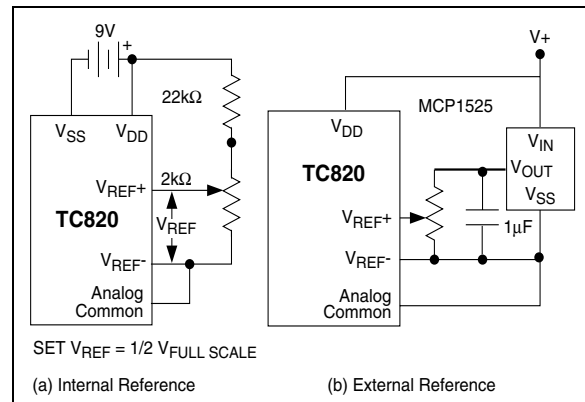 9V
+
22kΩ
VSS
VDD
VREF+
2kΩ
TC820
VREF
VREF-
Analog
Common
SET VREF = 1/2 VFULL SCALE
(a) Internal Reference
V+
MCP1525
VDD
VIN
VOUT
VSS
TC820
VREF+
1µF
VREF-
Analog
Common
(b) External Reference